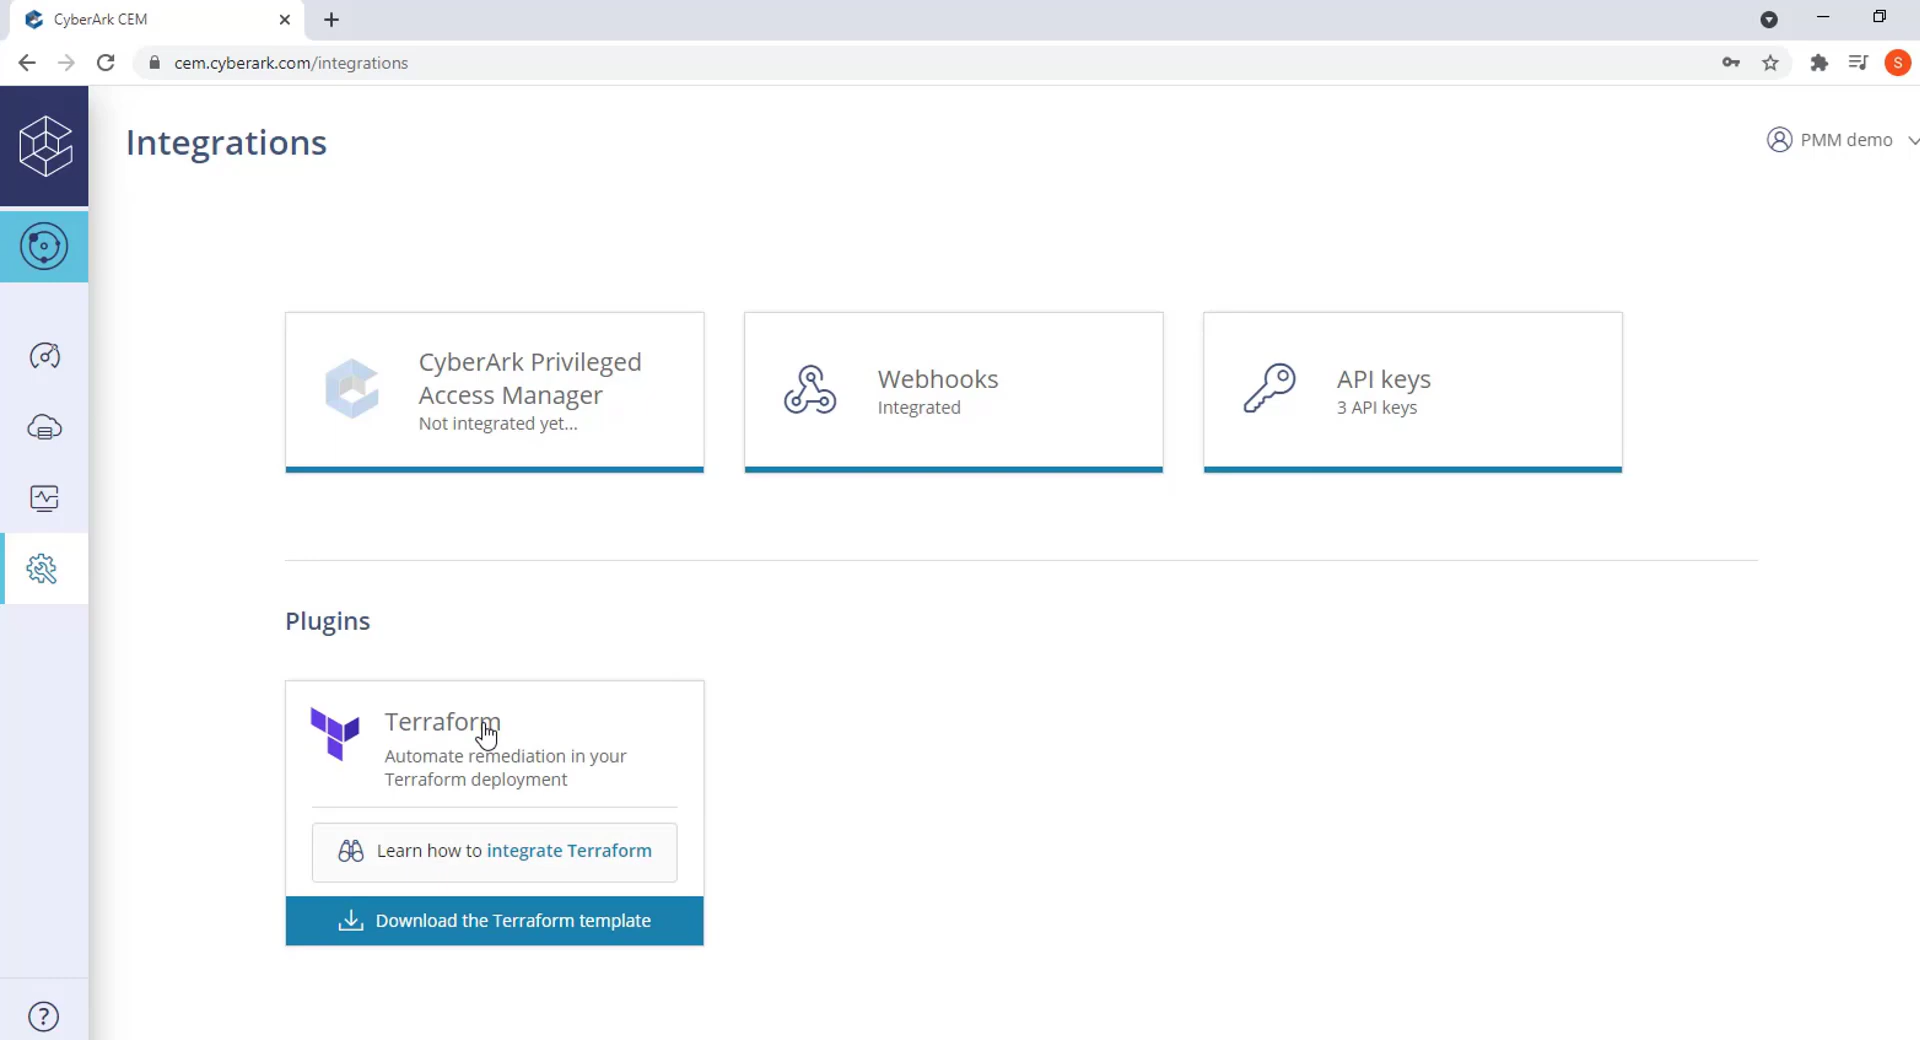 CyberArk CEM
cem.cyberark.com/integrations
S
Integrations
PMM demo
CyberArk Privileged
Access Manager
Not integrated yet...
Webhooks
Integrated
API keys
3 API keys
Plugins
Terraform
Automate remediation in your
Terraform deployment
Learn how to integrate Terraform
Download the Terraform template
?